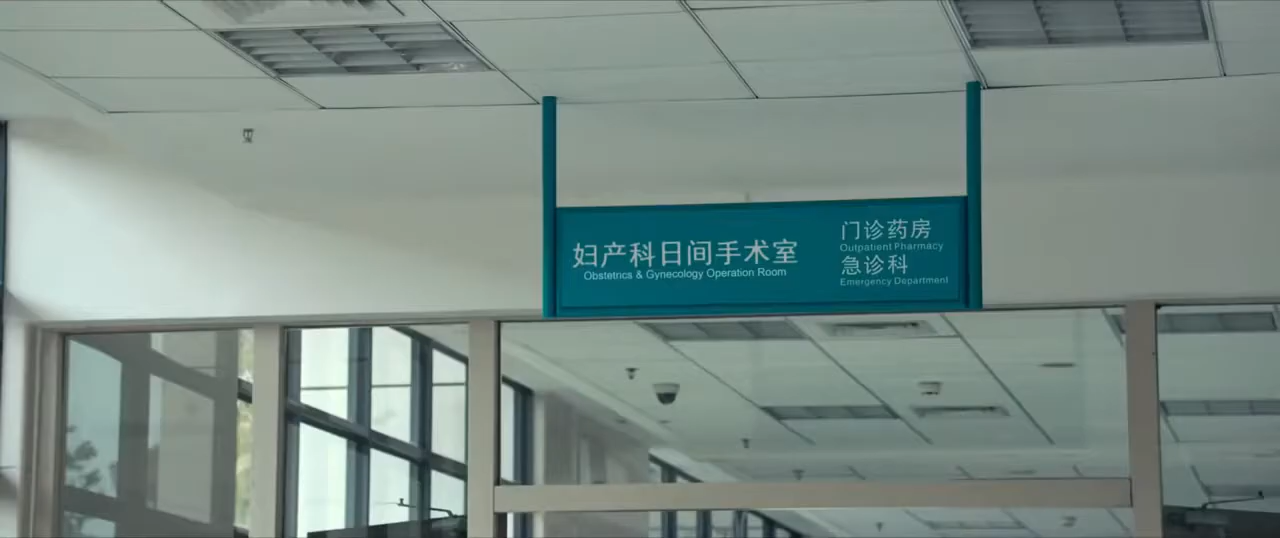 妇产科日间手术室
Obstetrics & Gynecology Operation Room
门诊药房
Outpatient Pharmacy
急诊科
Emergency Department